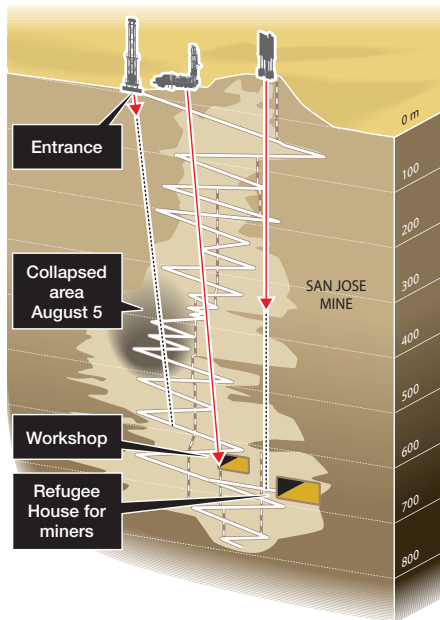 Entrance
0 m
100
200
Collapsed
area
August 5
SAN JOSE
MINE
300
400
500
Workshop
600
Refugee
House for
miners
700
800